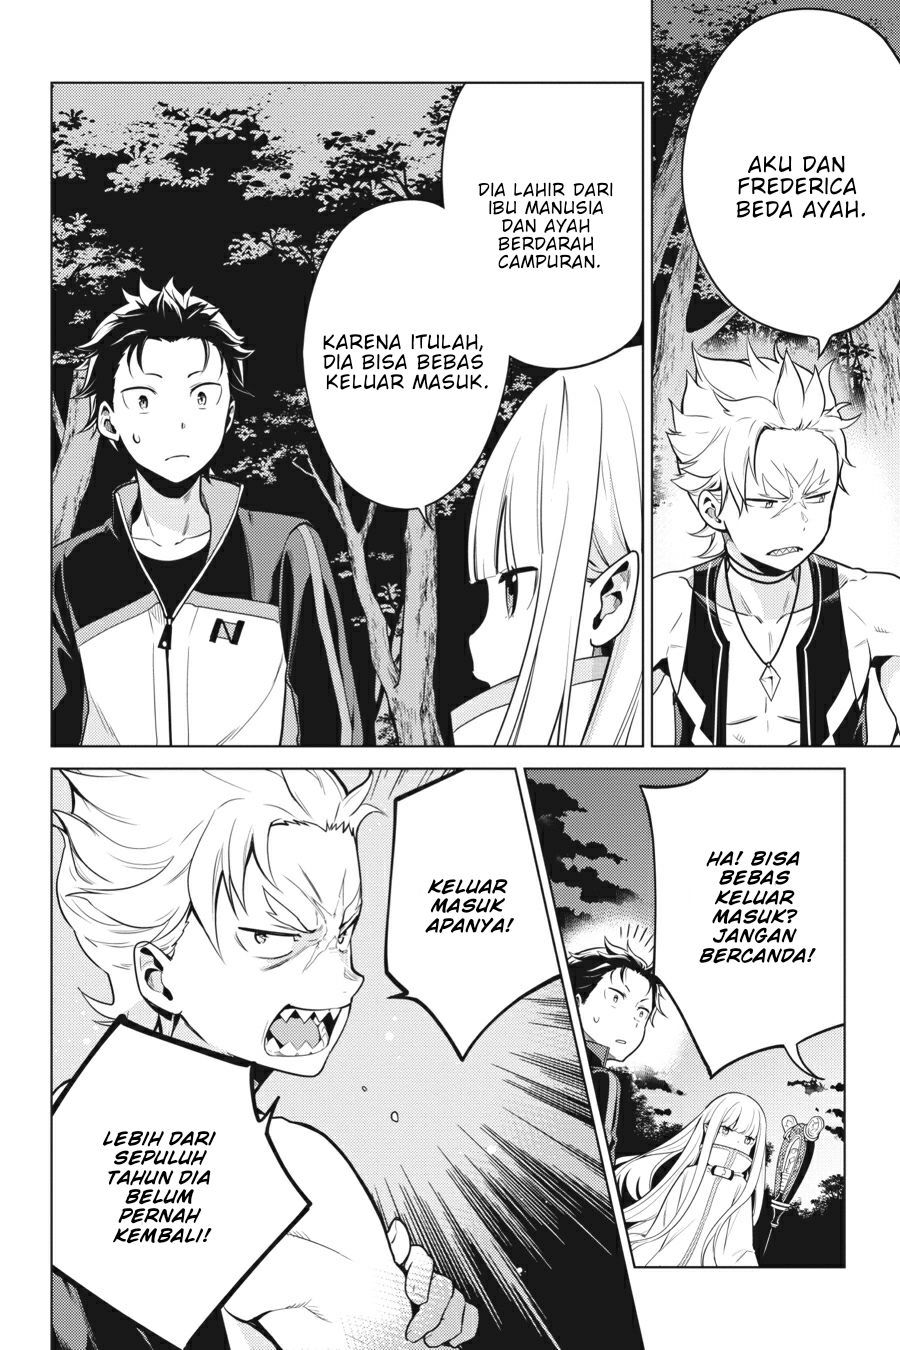 AKU DAN
FREDERICA
BEDA AYAH.
DIA LAHIR DARI
IBU MANUSIA
DAN AYAH
BERDARAH
CAMPURAN.
KARENA ITULAH,
DIA BISA BEBAS
KELUAR MASUK.
HA! BISA
BEBAS
KELUAR
MASUK?
JANGAN
BERCANDA!
KELUAR
MASUK
APANYA!
LEBIH DARI
SEPULUH
TAHUN DIA
BELUM
PERNAH
KEMBALI!